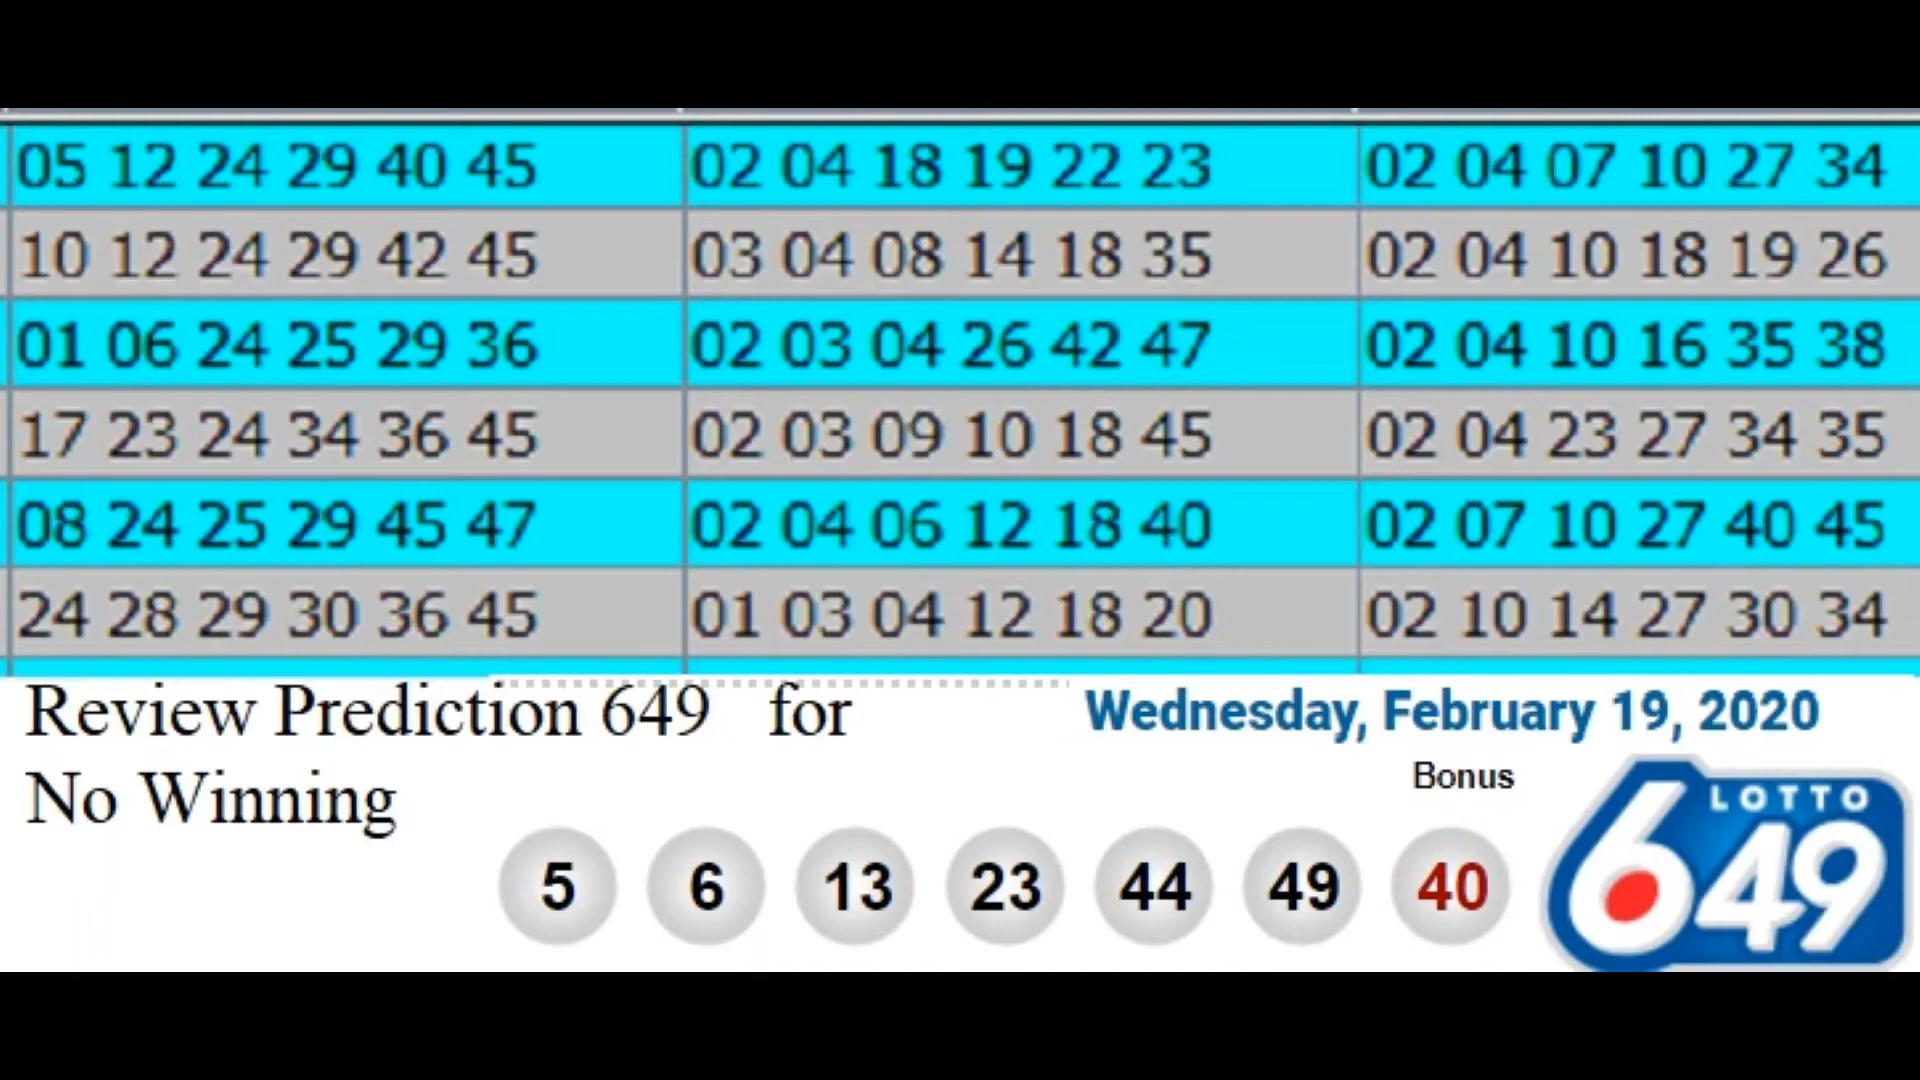 05 12 24 29 40 45 02 04 18 19 22 23 02 04 07 10 27 34
10 12 24 29 42 45 03 04 08 14 18 35 02 04 10 18 19 26
01 06 24 25 29 36 02 03 04 26 42 47 02 04 10 16 35 38
17 23 24 34 36 45 02 03 09 10 18 45 02 04 23 27 34 35
08 24 25 29 45 47 02 04 06 12 18 40 02 07 10 27 40 45
24 28 29 30 36 45 01 03 04 12 18 20 02 10 14 27 30 34
Review Prediction 649 for Wednesday, February 19, 2020
No Winning
Bonus
5 6 13 23 44 49 40
LOTTO
649